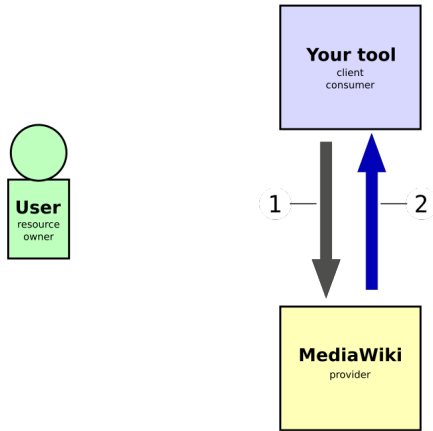 Your tool
client
consumer
1
2
User
resource
owner
MediaWiki
provider